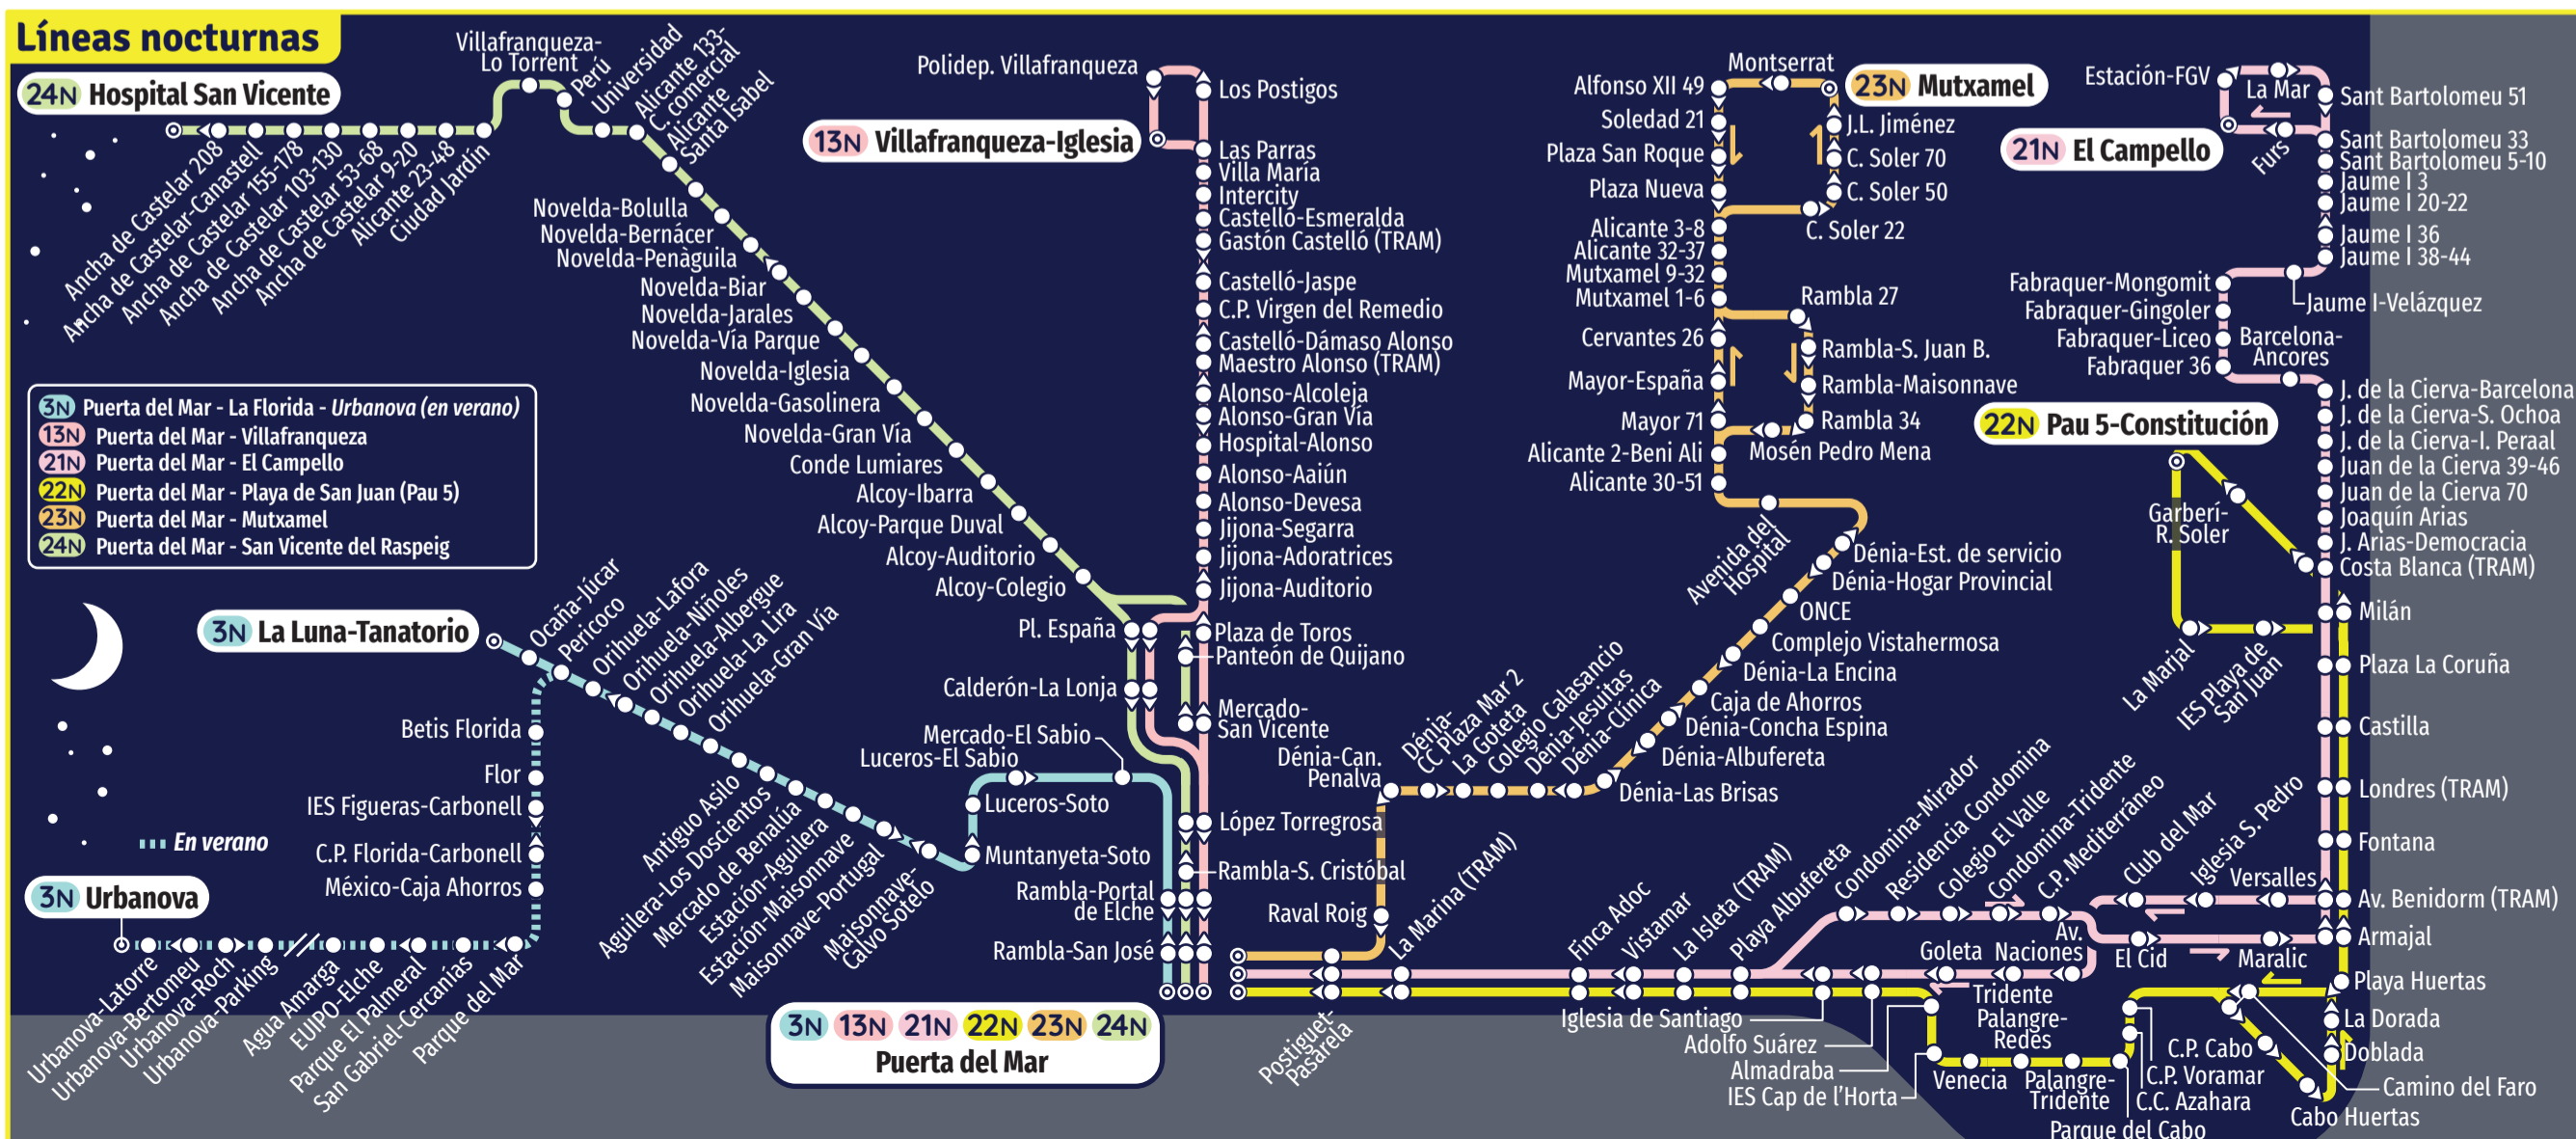 Líneas nocturnas
24N Hospital San Vicente
Villafranqueza-
Lo Torrent
Perú
Universidad
Alicante 133-
C. comercial
Alicante
Santa Isabel
Ancha de Castelar 208
Ancha de Castelar-Canastell
Ancha de Castelar 155-178
Ancha de Castelar 103-130
Ancha de Castelar 53-68
Ancha de Castelar 9-20
Alicante 23-48
Ciudad Jardín
Novelda-Bolulla
Novelda-Bernácer
Novelda-Penàguila
Novelda-Biar
Novelda-Jarales
Novelda-Vía Parque
Novelda-Iglesia
Novelda-Gasolinera
Novelda-Gran Vía
Conde Lumiares
Alcoy-Ibarra
Alcoy-Parque Duval
Alcoy-Auditorio
Alcoy-Colegio
Pl. España
Calderón-La Lonja
3N Puerta del Mar - La Florida - Urbanova (en verano)
13N Puerta del Mar - Villafranqueza
21N Puerta del Mar - El Campello
22N Puerta del Mar - Playa de San Juan (Pau 5)
23N Puerta del Mar - Mutxamel
24N Puerta del Mar - San Vicente del Raspeig
3N La Luna-Tanatorio
Ocaña-Júcar
Pericoco
Orihuela-Lafora
Orihuela-Niñoles
Orihuela-Albergue
Orihuela-La Lira
Orihuela-Gran Vía
Betis Florida
Flor
IES Figueras-Carbonell
C.P. Florida-Carbonell
México-Caja Ahorros
En verano
3N Urbanova
Urbanova-Latorre
Urbanova-Bertomeu
Urbanova-Roch
Urbanova-Parking
Agua Amarga
EUIPO-Elche
Parque El Palmeral
San Gabriel-Cercanías
Parque del Mar
Antiguo Asilo
Aguilera-Los Doscientos
Mercado de Benalúa
Estación-Aguilera
Estación-Maisonnave
Maisonnave-Portugal
Maisonnave-
Calvo Sotelo
Muntanyeta-Soto
Luceros-Soto
Luceros-El Sabio
Mercado-El Sabio
Rambla-Portal
de Elche
Rambla-San José
3N 13N 21N 22N 23N 24N
Puerta del Mar
Polidep. Villafranqueza
13N Villafranqueza-Iglesia
Los Postigos
Las Parras
Villa María
Intercity
Castelló-Esmeralda
Gastón Castelló (TRAM)
Castelló-Jaspe
C.P. Virgen del Remedio
Castelló-Dámaso Alonso
Maestro Alonso (TRAM)
Alonso-Alcoleja
Alonso-Gran Vía
Hospital-Alonso
Alonso-Aaiún
Alonso-Devesa
Jijona-Segarra
Jijona-Adoratrices
Jijona-Auditorio
Plaza de Toros
Panteón de Quijano
Mercado-
San Vicente
López Torregrosa
Rambla-S. Cristóbal
23N Mutxamel
Montserrat
Alfonso XII 49
Soledad 21
Plaza San Roque
Plaza Nueva
J.L. Jiménez
C. Soler 70
C. Soler 50
C. Soler 22
Alicante 3-8
Alicante 32-37
Mutxamel 9-32
Mutxamel 1-6
Cervantes 26
Mayor-España
Mayor 71
Alicante 2-Beni Ali
Alicante 30-51
Rambla 27
Rambla-S. Juan B.
Rambla-Maisonnave
Rambla 34
Mosén Pedro Mena
Avenida del
Hospital
Dénia-Est. de servicio
Dénia-Hogar Provincial
ONCE
Complejo Vistahermosa
Dénia-La Encina
Caja de Ahorros
Dénia-Concha Espina
Dénia-Albufereta
Dénia-Las Brisas
Dénia-Clínica
Dénia-Jesuitas
Colegio Calasancio
La Goteta
Dénia-
CC Plaza Mar 2
Dénia-Can.
Penalva
Raval Roig
Postiguet-
Pasarela
La Marina (TRAM)
Finca Adoc
Vistamar
La Isleta (TRAM)
Playa Albufereta
Condomina-Mirador
Residencia Condomina
Colegio El Valle
Condomina-Tridente
C.P. Mediterráneo
Club del Mar
Iglesia S. Pedro
Versalles
Av.
Naciones
Goleta
El Cid
Maralic
Tridente
Palangre-
Redes
Iglesia de Santiago
Adolfo Suárez
Almadraba
IES Cap de l'Horta
Venecia
Palangre-
Tridente
C.P. Cabo
C.P. Voramar
C.C. Azahara
Parque del Cabo
Cabo Huertas
Camino del Faro
Doblada
La Dorada
Playa Huertas
Armajal
Av. Benidorm (TRAM)
Fontana
Londres (TRAM)
Castilla
Plaza La Coruña
Milán
22N Pau 5-Constitución
Garberí-
R. Soler
La Marjal
IES Playa de
San Juan
21N El Campello
Estación-FGV
La Mar
Furs
Sant Bartolomeu 51
Sant Bartolomeu 33
Sant Bartolomeu 5-10
Jaume I 3
Jaume I 20-22
Jaume I 36
Jaume I 38-44
Jaume I-Velázquez
Fabraquer-Mongomit
Fabraquer-Gingoler
Fabraquer-Liceo
Fabraquer 36
Barcelona-
Ancores
J. de la Cierva-Barcelona
J. de la Cierva-S. Ochoa
J. de la Cierva-I. Peraal
Juan de la Cierva 39-46
Juan de la Cierva 70
Joaquín Arias
J. Arias-Democracia
Costa Blanca (TRAM)